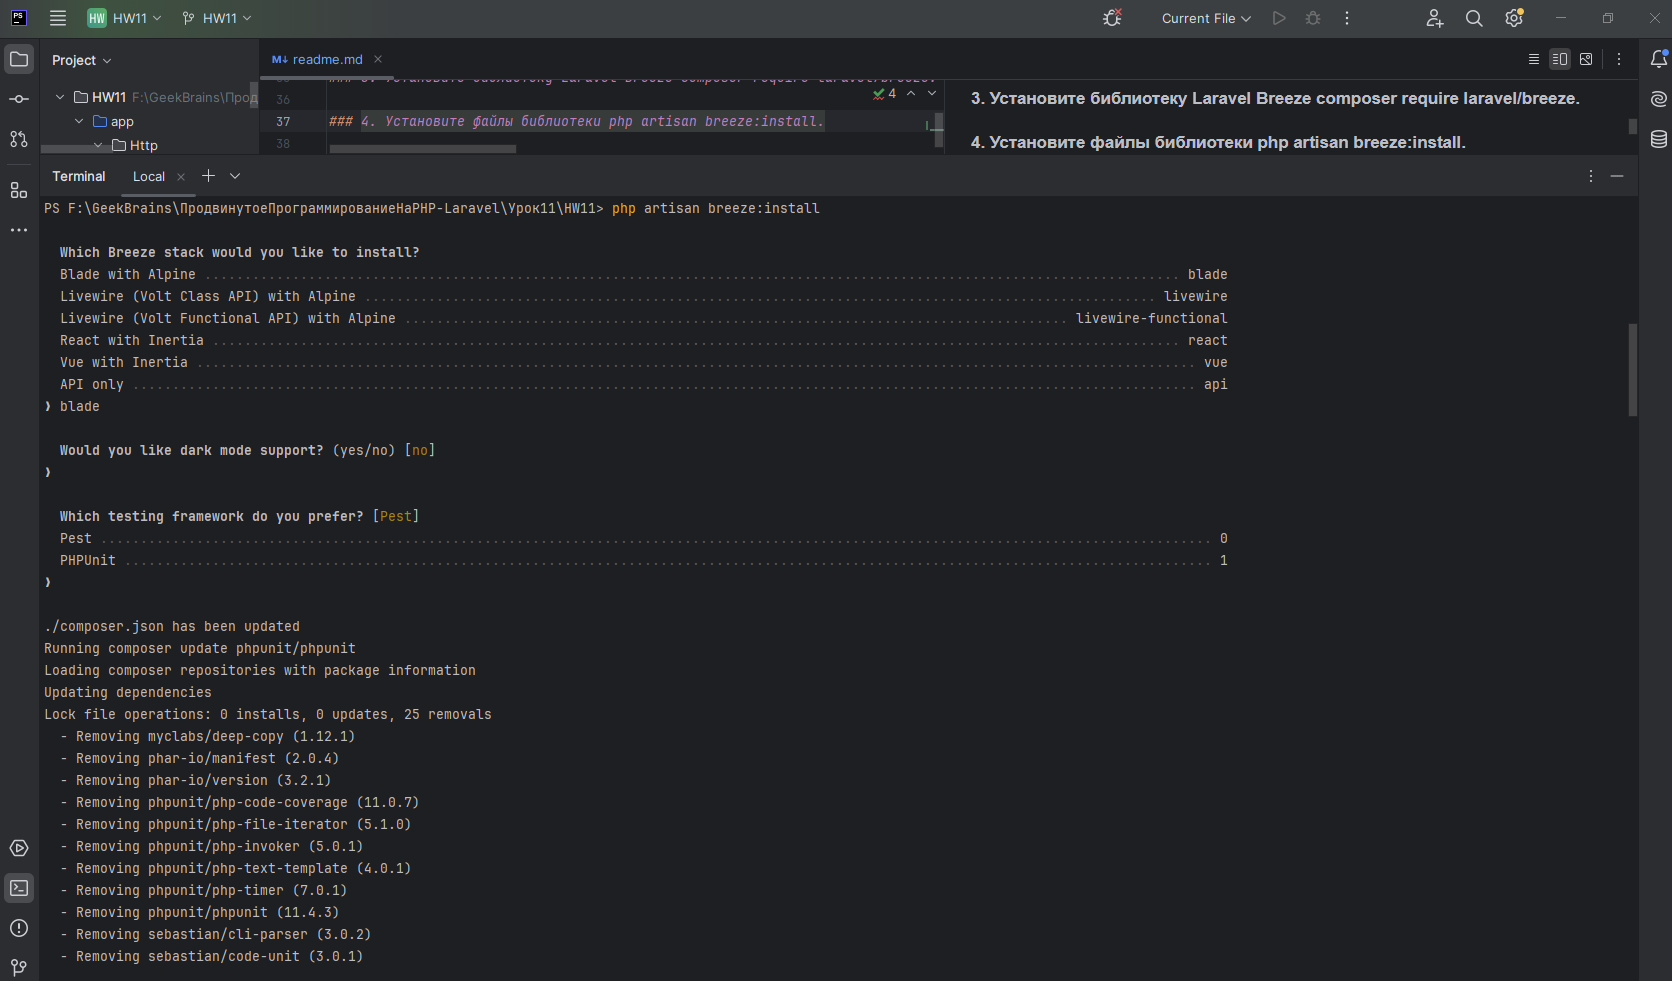 PS
HW
HW11
HW11
Current File
Project
readme.md
HW11 F:\GeekBrains\Прод
app
Http
36
37 ### 4. Установите файлы библиотеки php artisan breeze:install.
38
4
3. Установите библиотеку Laravel Breeze composer require laravel/breeze.
4. Установите файлы библиотеки php artisan breeze:install.
Terminal
Local
PS F:\GeekBrains\ПродвинутоеПрограммированиеНаPHP-Laravel\Урок11\HW11> php artisan breeze:install
Which Breeze stack would you like to install?
Blade with Alpine blade
Livewire (Volt Class API) with Alpine livewire
Livewire (Volt Functional API) with Alpine livewire-functional
React with Inertia react
Vue with Inertia vue
API only api
❯ blade
Would you like dark mode support? (yes/no) [no]
❯
Which testing framework do you prefer? [Pest]
Pest 0
PHPUnit 1
❯
./composer.json has been updated
Running composer update phpunit/phpunit
Loading composer repositories with package information
Updating dependencies
Lock file operations: 0 installs, 0 updates, 25 removals
- Removing myclabs/deep-copy (1.12.1)
- Removing phar-io/manifest (2.0.4)
- Removing phar-io/version (3.2.1)
- Removing phpunit/php-code-coverage (11.0.7)
- Removing phpunit/php-file-iterator (5.1.0)
- Removing phpunit/php-invoker (5.0.1)
- Removing phpunit/php-text-template (4.0.1)
- Removing phpunit/php-timer (7.0.1)
- Removing phpunit/phpunit (11.4.3)
- Removing sebastian/cli-parser (3.0.2)
- Removing sebastian/code-unit (3.0.1)